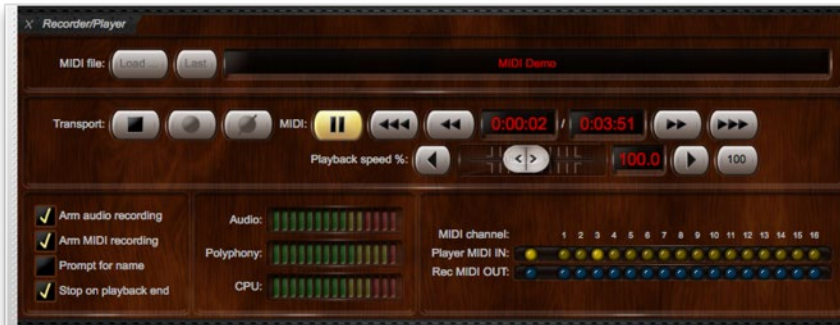 X Recorder/Player
MIDI file: Load ... Last MIDI Demo
Transport: MIDI: 0:00:02 / 0:03:51
Playback speed %: < > 100.0 100
Arm audio recording
Arm MIDI recording
Prompt for name
Stop on playback end
Audio:
Polyphony:
CPU:
MIDI channel: 1 2 3 4 5 6 7 8 9 10 11 12 13 14 15 16
Player MIDI IN:
Rec MIDI OUT: